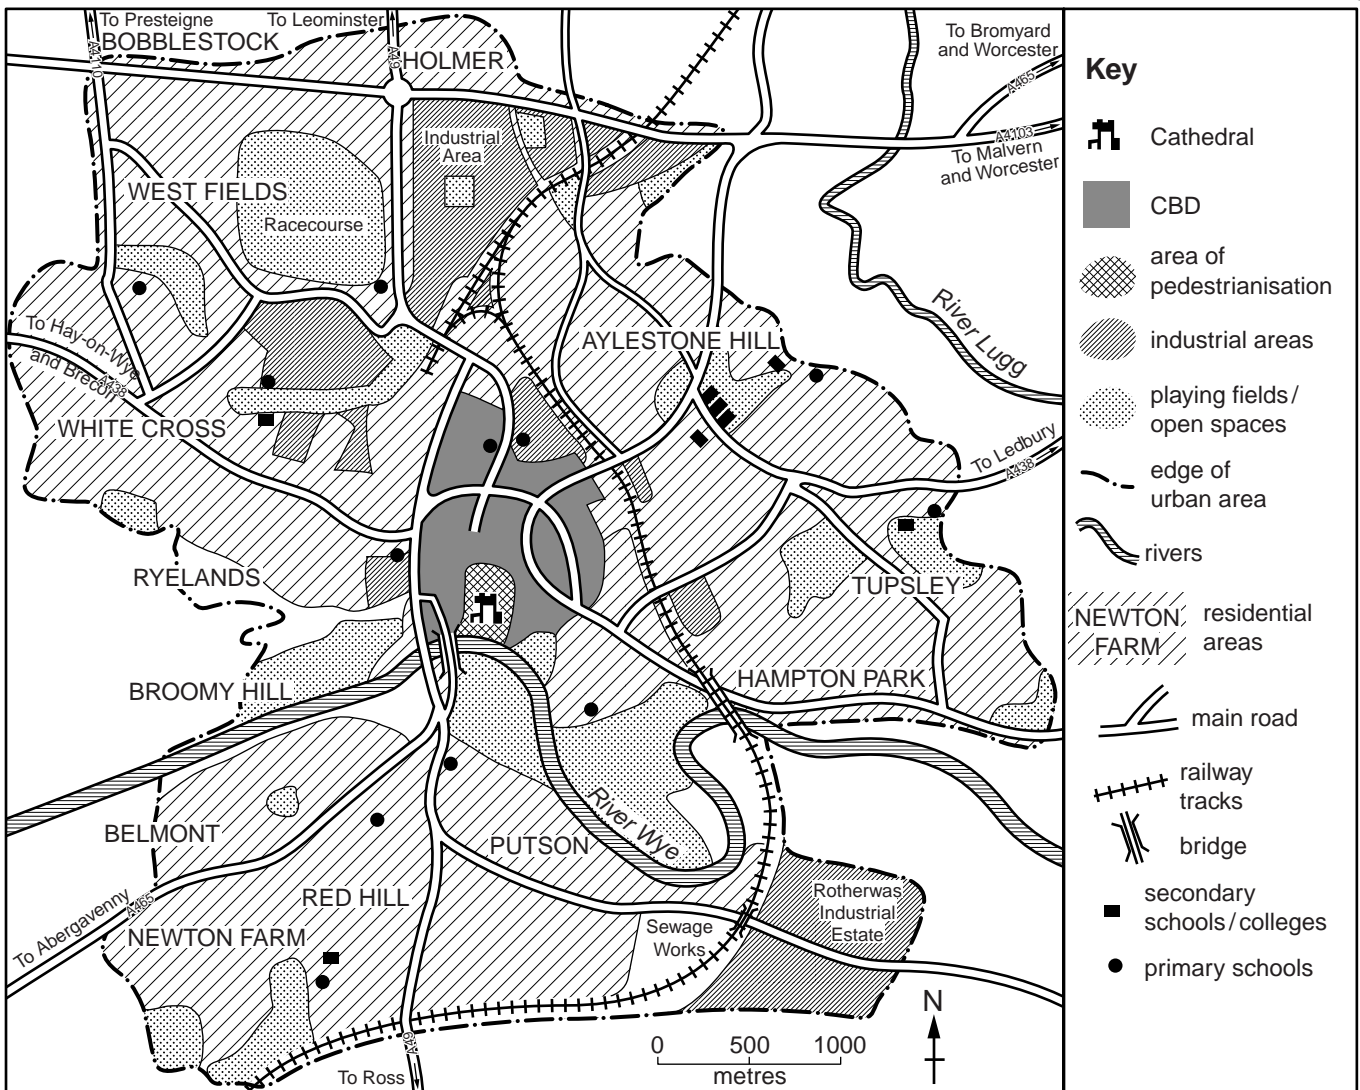 To Presteigne
To Leominster
BOBBLESTOCK
A4110
A49
HOLMER
To Bromyard
and Worcester
A465
A4103
To Malvern
and Worcester
Industrial
Area
WEST FIELDS
Racecourse
River Lugg
To Hay-on-Wye
and Brecon
A438
AYLESTONE HILL
WHITE CROSS
To Ledbury
A438
RYELANDS
TUPSLEY
BROOMY HILL
HAMPTON PARK
River Wye
BELMONT
PUTSON
RED HILL
Rotherwas
Industrial
Estate
To Abergavenny
A465
NEWTON FARM
Sewage
Works
N
0 500 1000
metres
A49
To Ross
Key
Cathedral
CBD
area of
pedestrianisation
industrial areas
playing fields/
open spaces
edge of
urban area
rivers
NEWTON
FARM
residential
areas
main road
railway
tracks
bridge
secondary
schools/colleges
primary schools